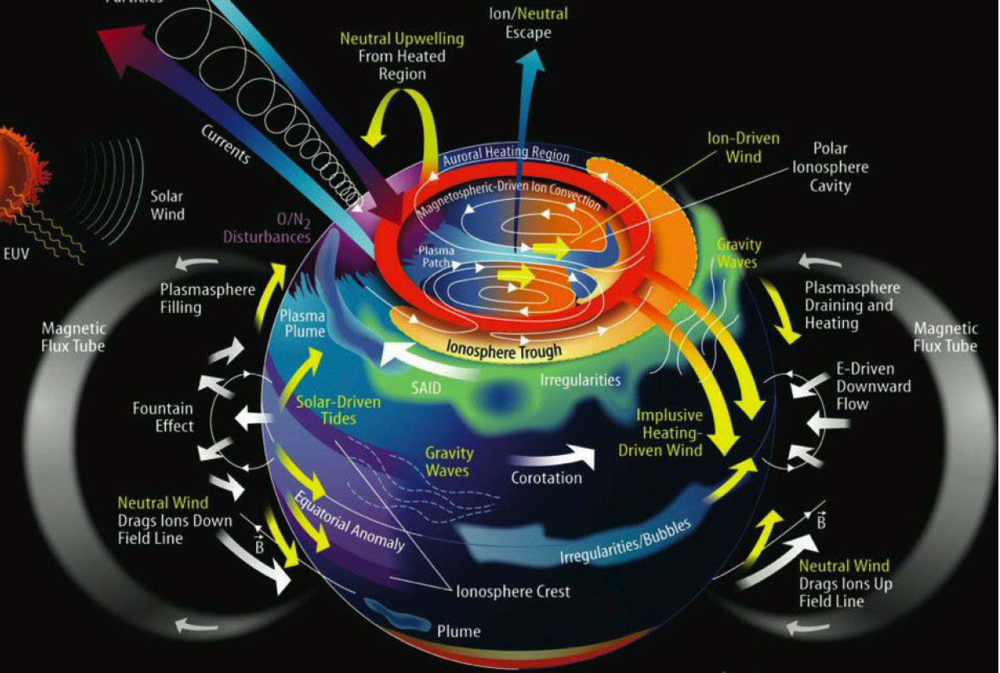 Particles
Ion/Neutral
Escape
Neutral Upwelling
From Heated
Region
Currents
Auroral Heating Region
Ion-Driven
Wind
Polar
Ionosphere
Cavity
Magnetospheric-Driven Ion Convection
Solar
Wind
EUV
O/N2
Disturbances
Plasma
Patch
Gravity
Waves
Plasmasphere
Filling
Plasmasphere
Draining and
Heating
Magnetic
Flux Tube
Plasma
Plume
Magnetic
Flux Tube
Ionosphere Trough
SAID
Irregularities
E-Driven
Downward
Flow
Fountain
Effect
Solar-Driven
Tides
Implusive
Heating-
Driven Wind
Gravity
Waves
Corotation
Neutral Wind
Drags Ions Down
Field Line
B
Equatorial Anomaly
Irregularities/Bubbles
B
Neutral Wind
Drags Ions Up
Field Line
Ionosphere Crest
Plume